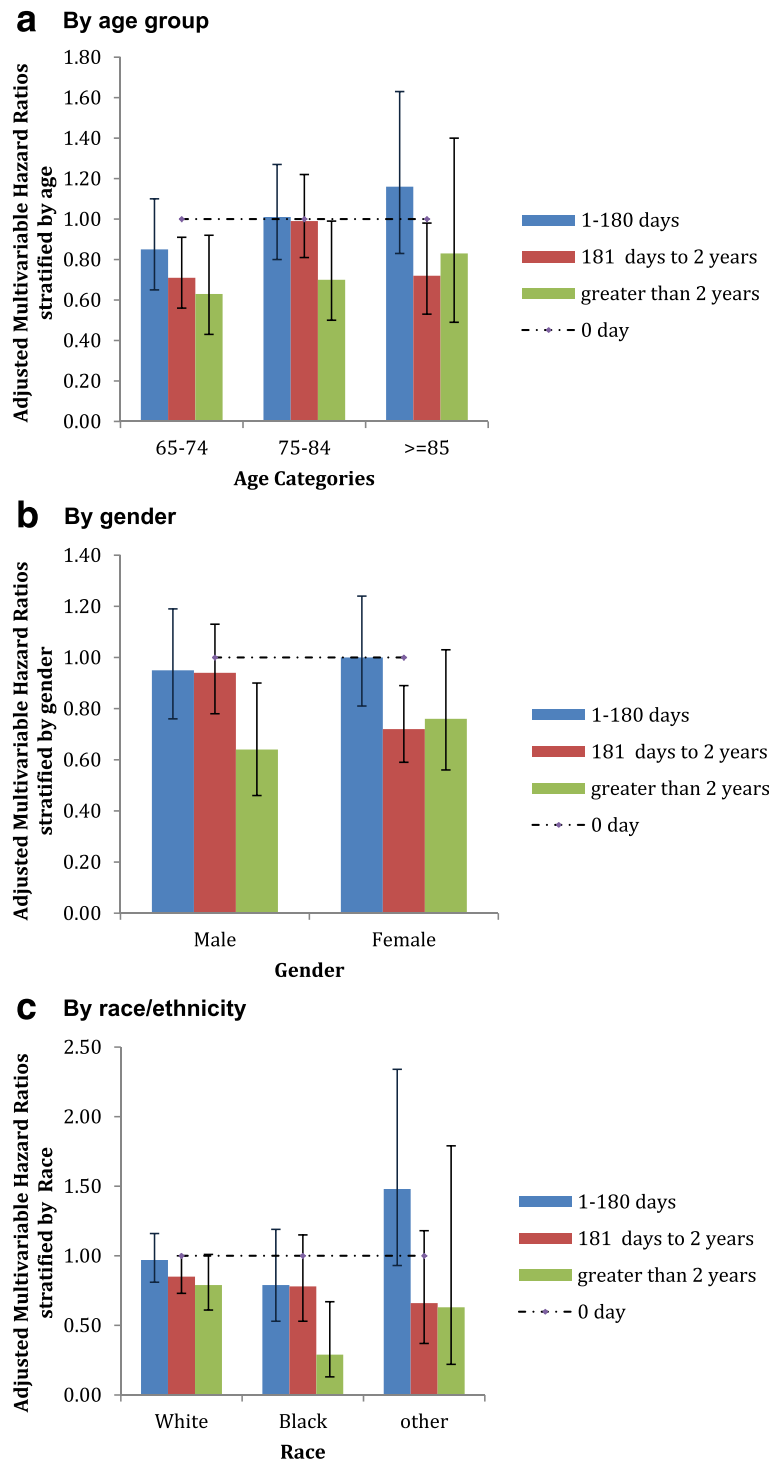 a By age group
Adjusted Multivariable Hazard Ratios
stratified by age
1.80
1.60
1.40
1.20
1.00
0.80
0.60
0.40
0.20
0.00
65-74 75-84 >=85
Age Categories
1-180 days
181 days to 2 years
greater than 2 years
0 day
b By gender
Adjusted Multivariable Hazard Ratios
stratified by gender
1.40
1.20
1.00
0.80
0.60
0.40
0.20
0.00
Male Female
Gender
1-180 days
181 days to 2 years
greater than 2 years
0 day
c By race/ethnicity
Adjusted Multivariable Hazard Ratios
stratified by Race
2.50
2.00
1.50
1.00
0.50
0.00
White Black other
Race
1-180 days
181 days to 2 years
greater than 2 years
0 day